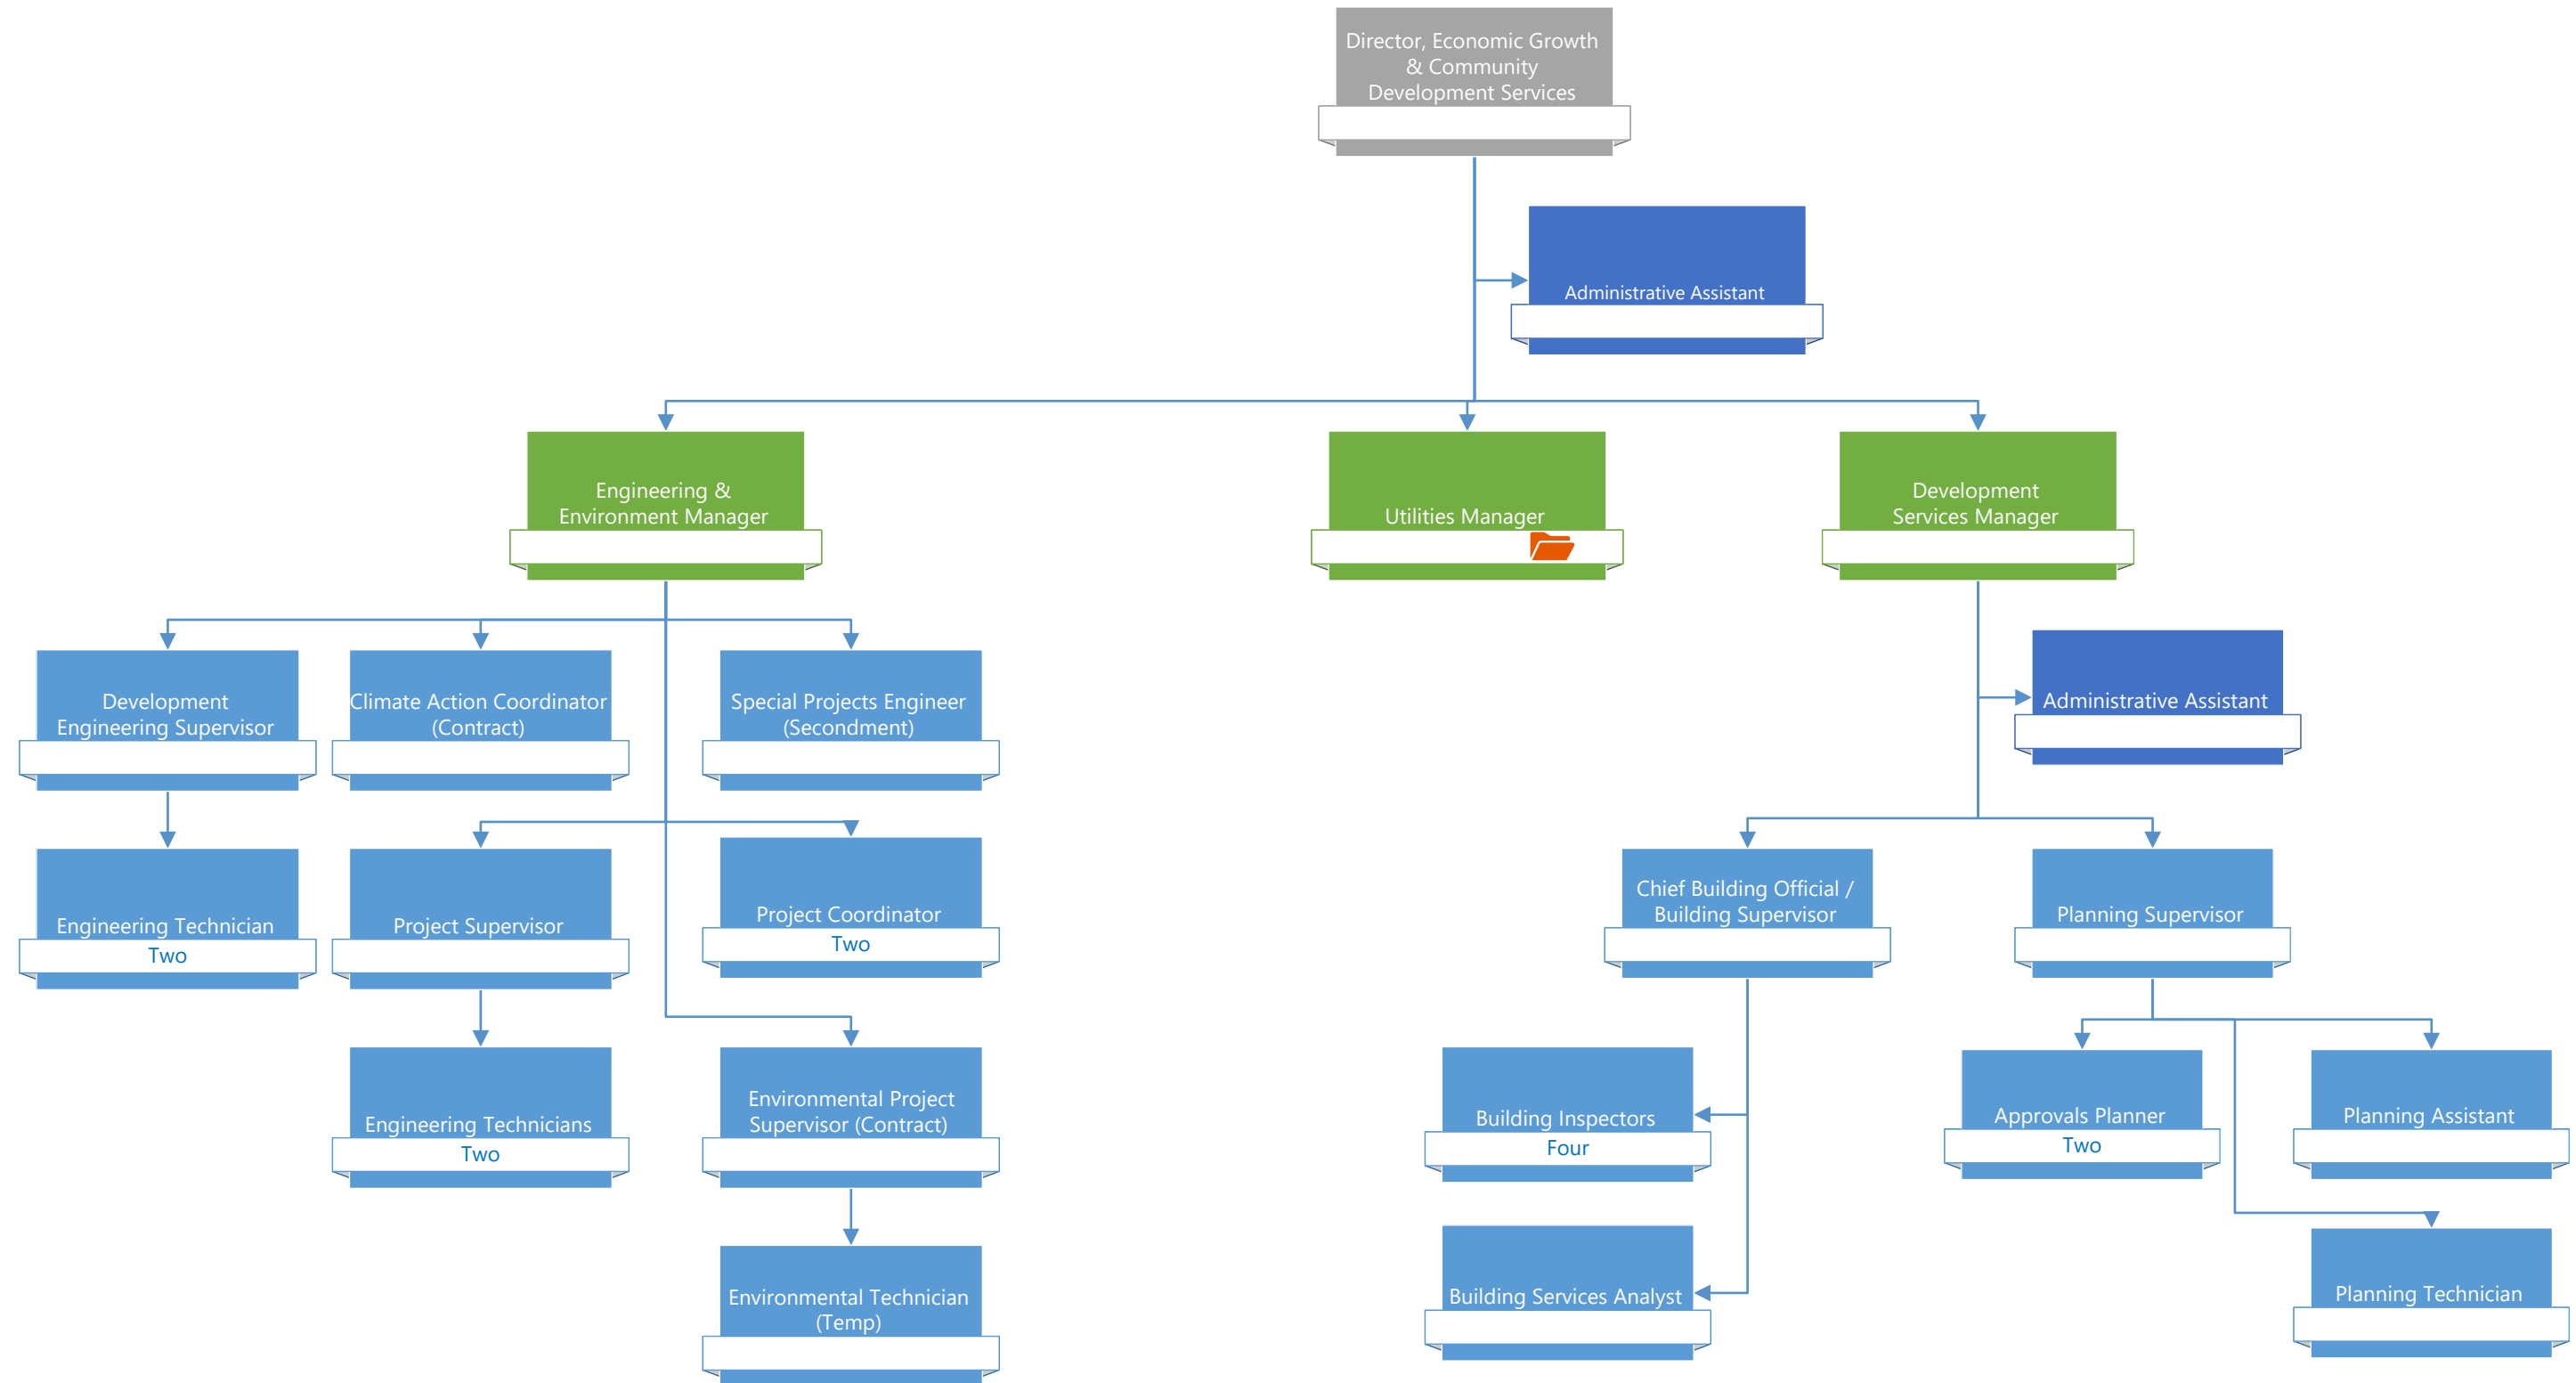 Director, Economic Growth
& Community
Development Services
Administrative Assistant
Engineering &
Environment Manager
Utilities Manager
Development
Services Manager
Development
Engineering Supervisor
Climate Action Coordinator
(Contract)
Special Projects Engineer
(Secondment)
Administrative Assistant
Engineering Technician
Two
Project Supervisor
Project Coordinator
Two
Chief Building Official /
Building Supervisor
Planning Supervisor
Engineering Technicians
Two
Environmental Project
Supervisor (Contract)
Building Inspectors
Four
Approvals Planner
Two
Planning Assistant
Environmental Technician
(Temp)
Building Services Analyst
Planning Technician